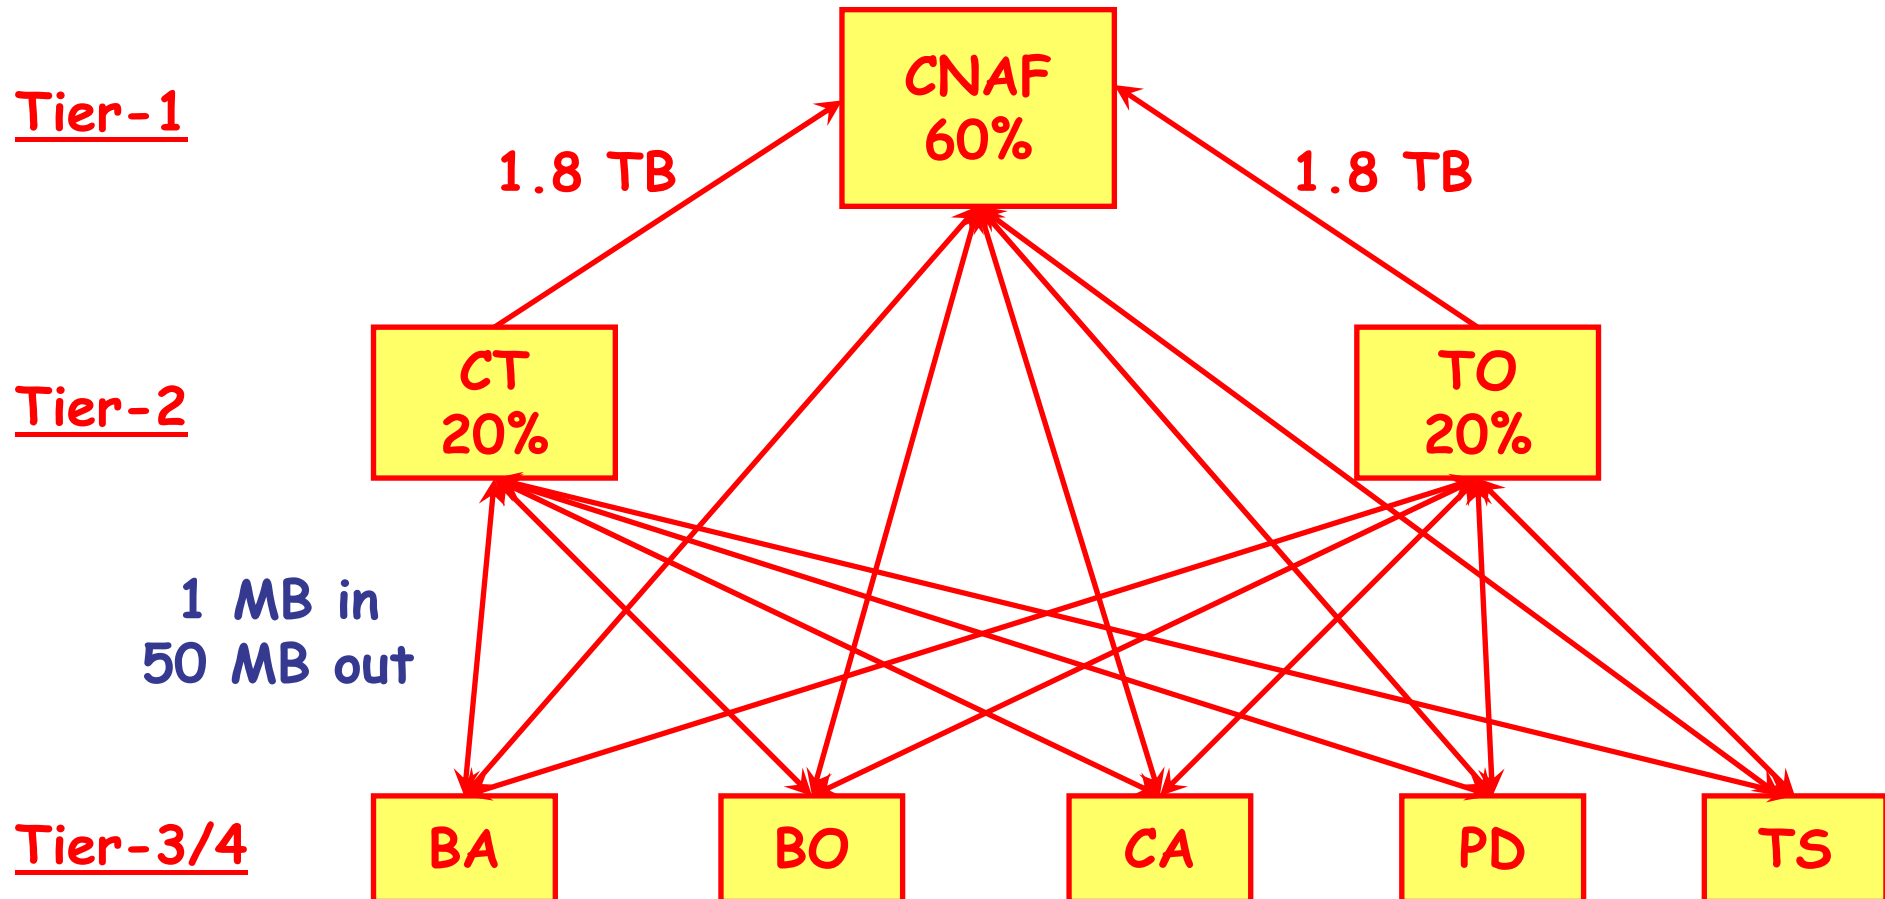 Tier-1
CNAF
60%
1.8 TB
1.8 TB
Tier-2
CT
20%
TO
20%
1 MB in
50 MB out
Tier-3/4
BA
BO
CA
PD
TS